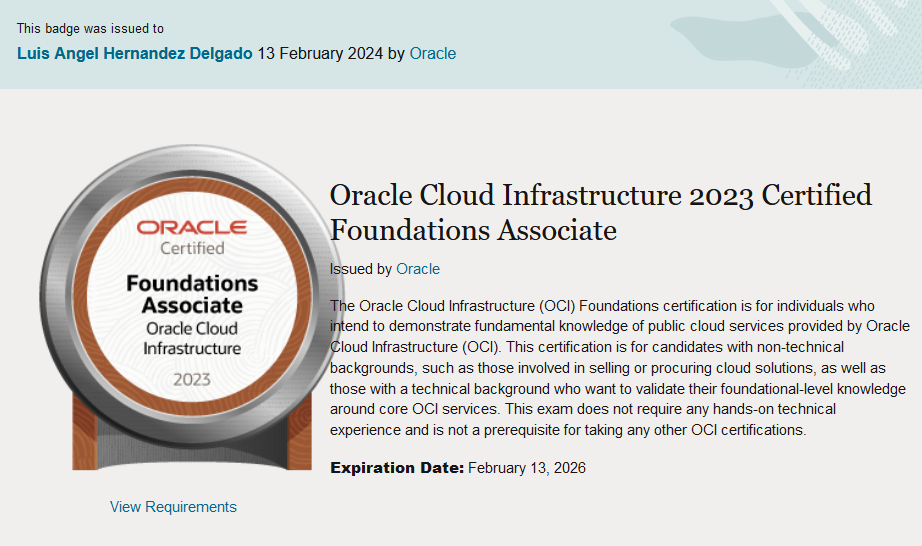 This badge was issued to
Luis Angel Hernandez Delgado 13 February 2024 by Oracle
ORACLE
Certified
Foundations
Associate
Oracle Cloud
Infrastructure
2023
Oracle Cloud Infrastructure 2023 Certified
Foundations Associate
Issued by Oracle
The Oracle Cloud Infrastructure (OCI) Foundations certification is for individuals who
intend to demonstrate fundamental knowledge of public cloud services provided by Oracle
Cloud Infrastructure (OCI). This certification is for candidates with non-technical
backgrounds, such as those involved in selling or procuring cloud solutions, as well as
those with a technical background who want to validate their foundational-level knowledge
around core OCI services. This exam does not require any hands-on technical
experience and is not a prerequisite for taking any other OCI certifications.
Expiration Date: February 13, 2026
View Requirements